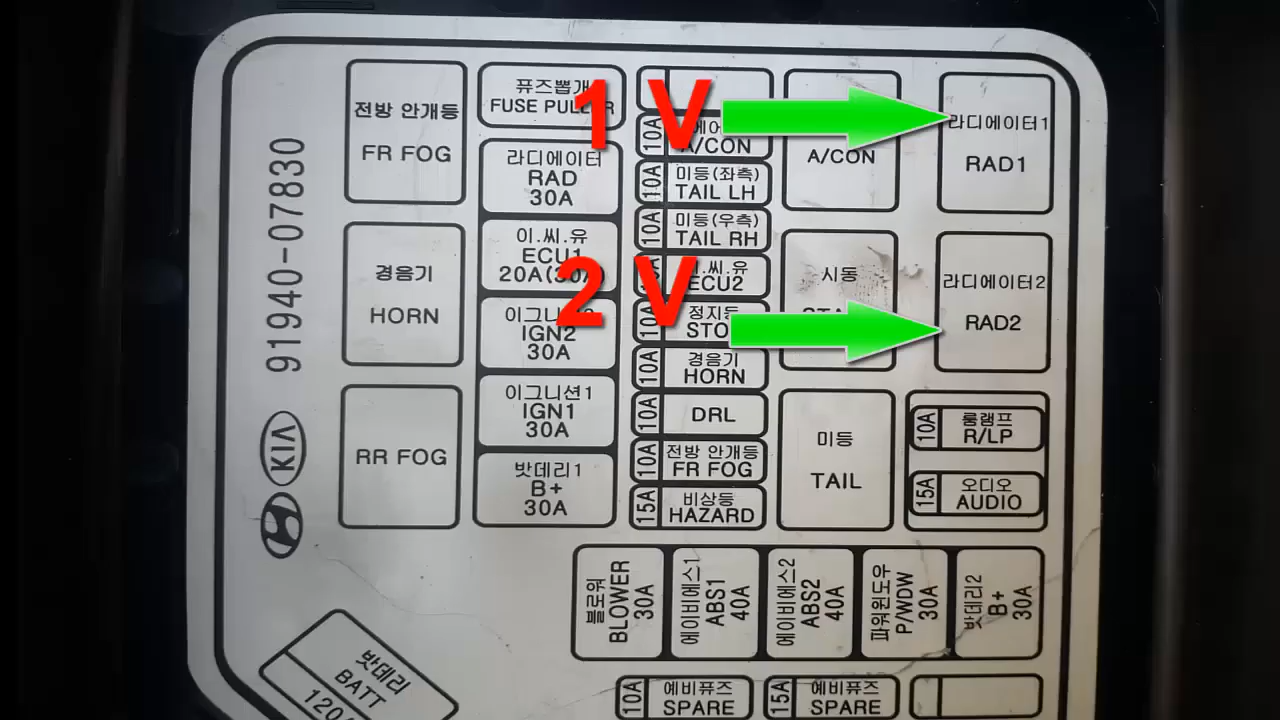 91940-07830
KIA
전방 안개등
FR FOG
경음기
HORN
RR FOG
퓨즈뽑개
FUSE PULLER
라디에이터
RAD
30A
이.씨.유
ECU1
20A(30A)
IGN2
30A
이그니션1
IGN1
30A
밧데리1
B+
30A
1 V
10A
A/CON
10A
미등(좌측)
TAIL LH
10A
미등(우측)
TAIL RH
2 V
ECU2
10A
10A
경음기
HORN
10A
DRL
10A
전방 안개등
FR FOG
15A
비상등
HAZARD
A/CON
시동
미등
TAIL
라디에이터1
RAD1
라디에이터2
RAD2
10A
룸램프
R/LP
15A
오디오
AUDIO
블로워
BLOWER
30A
에이비에스1
ABS1
40A
에이비에스2
ABS2
40A
파워윈도우
P/WDW
30A
밧데리2
B+
30A
밧데리
BATT
10A
예비퓨즈
SPARE
15A
예비퓨즈
SPARE